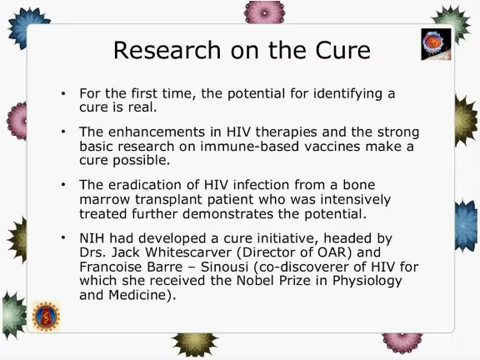 Research on the Cure
• For the first time, the potential for identifying a
cure is real.
• The enhancements in HIV therapies and the strong
basic research on immune-based vaccines make a
cure possible.
• The eradication of HIV infection from a bone
marrow transplant patient who was intensively
treated further demonstrates the potential.
• NIH had developed a cure initiative, headed by
Drs. Jack Whitescarver (Director of OAR) and
Francoise Barre – Sinousi (co-discoverer of HIV for
which she received the Nobel Prize in Physiology
and Medicine).